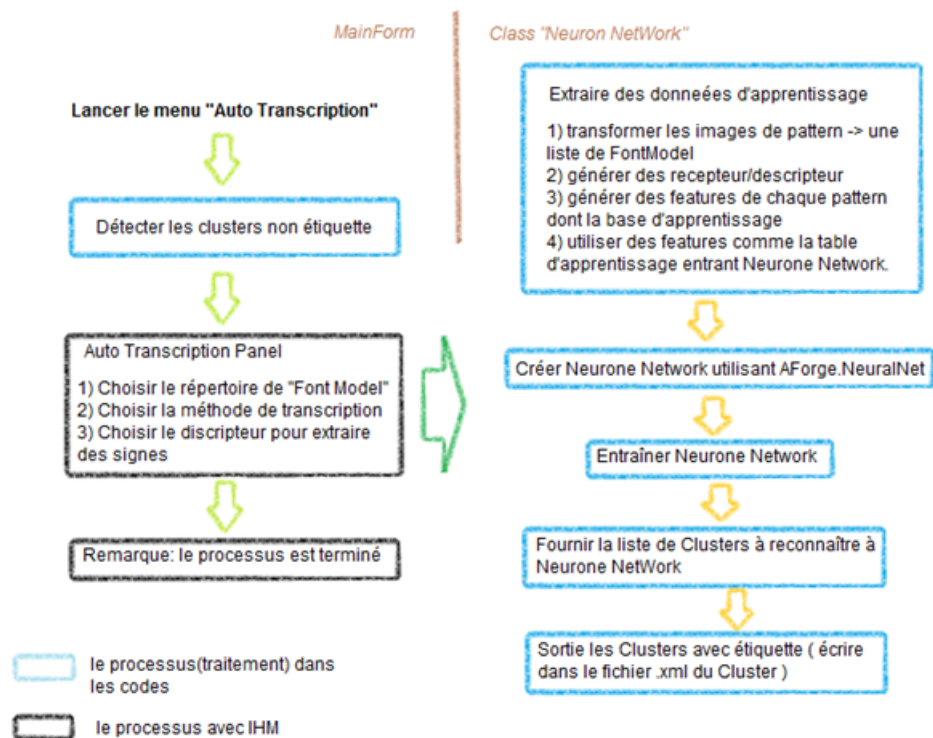 MainForm
Class "Neuron NetWork"
Lancer le menu "Auto Transcription"
Détecter les clusters non étiquette
Auto Transcription Panel
1) Choisir le répertoire de "Font Model"
2) Choisir la méthode de transcription
3) Choisir le discripteur pour extraire
des signes
Remarque: le processus est terminé
Extraire des donneées d'apprentissage
1) transformer les images de pattern -> une
liste de FontModel
2) générer des recepteur/descripteur
3) générer des features de chaque pattern
dont la base d'apprentissage
4) utiliser des features comme la table
d'apprentissage entrant Neurone Network.
Créer Neurone Network utilisant AForge.NeuralNet
Entraîner Neurone Network
Fournir la liste de Clusters à reconnaître à
Neurone NetWork
Sortie les Clusters avec étiquette ( écrire
dans le fichier .xml du Cluster )
le processus(traitement) dans
les codes
le processus avec IHM